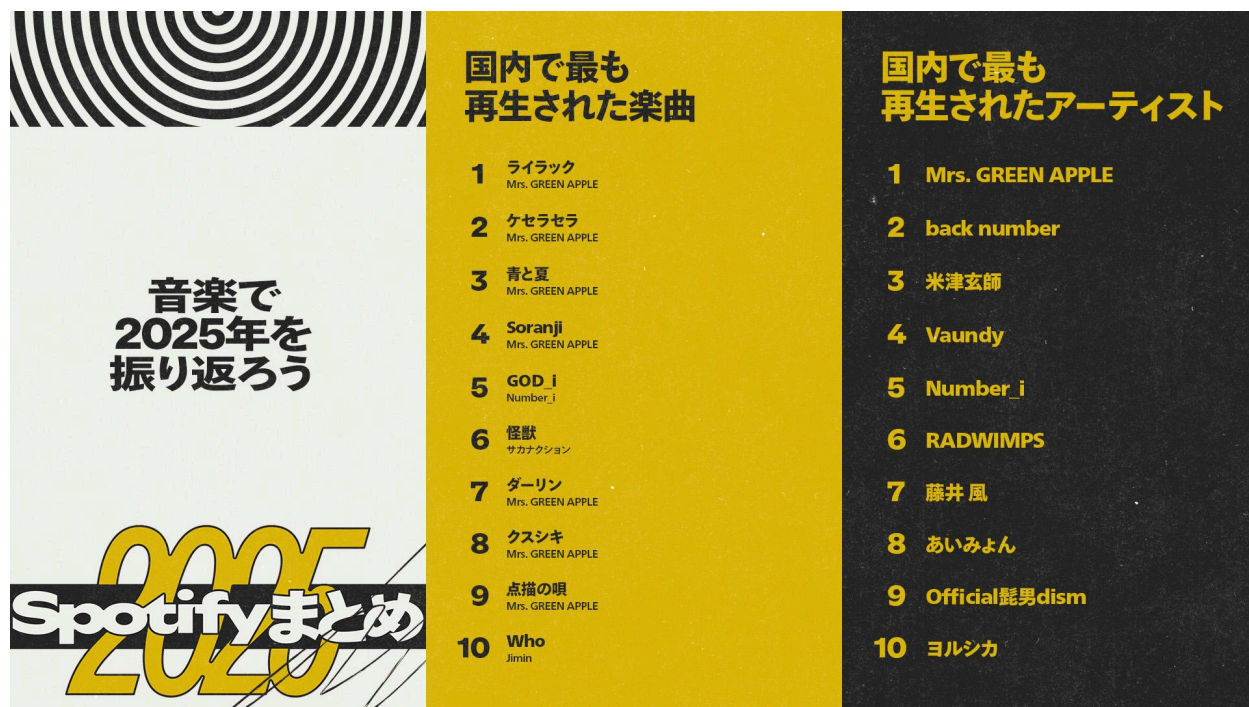 音楽で
2025年を
振り返ろう
2025
Spotifyまとめ
2025
国内で最も
再生された楽曲
1 ライラック
Mrs. GREEN APPLE
2 ケセラセラ
Mrs. GREEN APPLE
3 青と夏
Mrs. GREEN APPLE
4 Soranji
Mrs. GREEN APPLE
5 GOD_i
Number_i
6 怪獣
サカナクション
7 ダーリン
Mrs. GREEN APPLE
8 クスシキ
Mrs. GREEN APPLE
9 点描の唄
Mrs. GREEN APPLE
10 Who
Jimin
国内で最も
再生されたアーティスト
1 Mrs. GREEN APPLE
2 back number
3 米津玄師
4 Vaundy
5 Number_i
6 RADWIMPS
7 藤井 風
8 あいみょん
9 Official髭男dism
10 ヨルシカ